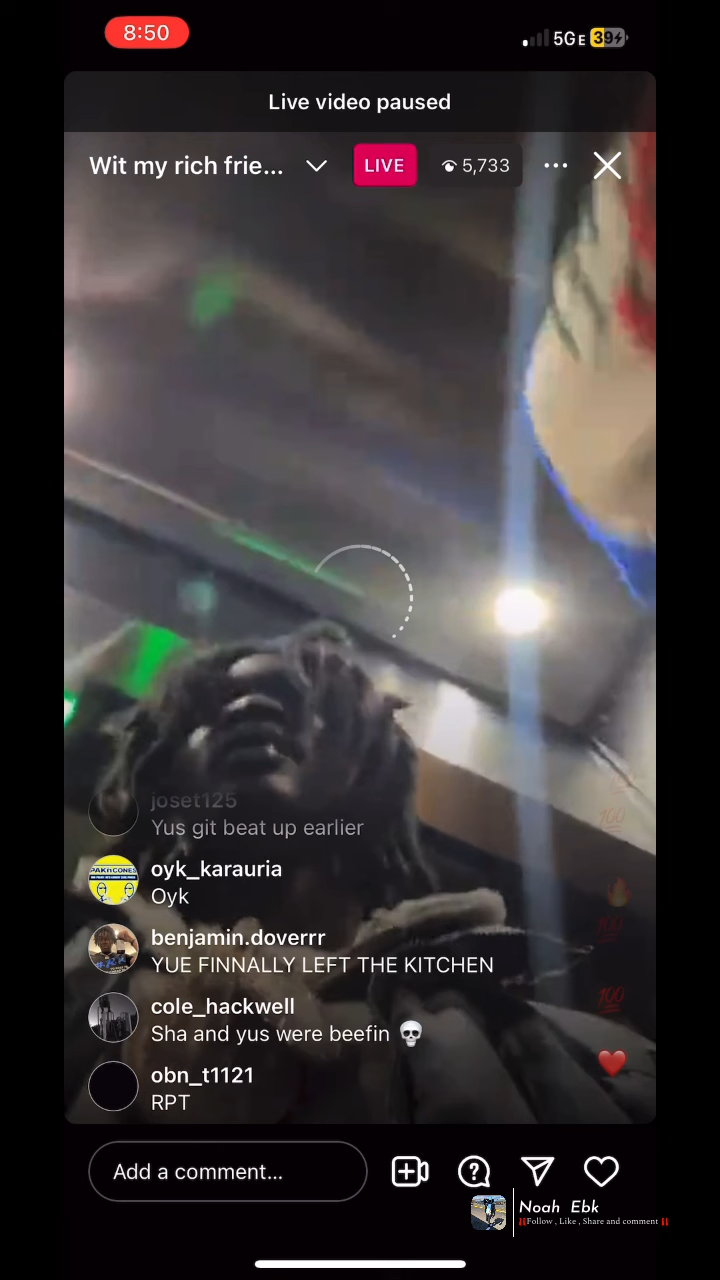 8:50
5GE 39
Live video paused
Wit my rich frie...
LIVE
5,733
joset125
Yus git beat up earlier
oyk_karauria
Oyk
benjamin.doverrr
YUE FINNALLY LEFT THE KITCHEN
cole_hackwell
Sha and yus were beefin 💀
obn_t1121
RPT
Add a comment...
Noah Ebk
‼️Follow , Like , Share and comment ‼️